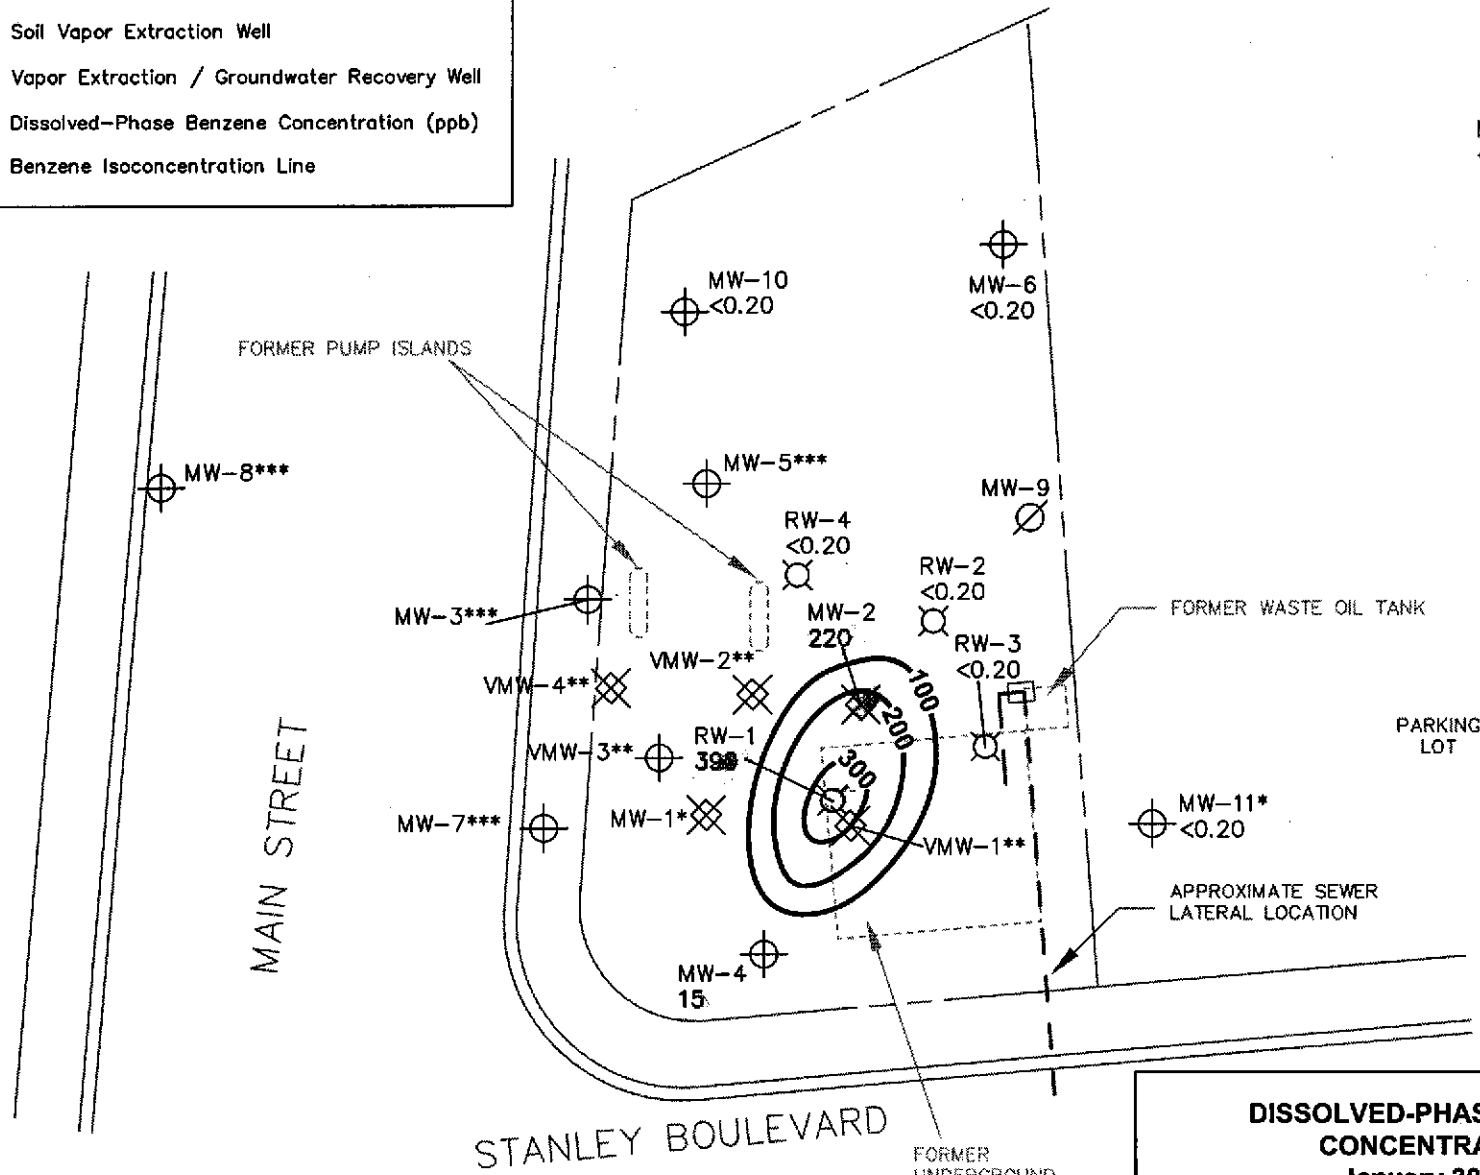 Soil Vapor Extraction Well
Vapor Extraction / Groundwater Recovery Well
Dissolved-Phase Benzene Concentration (ppb)
Benzene Isoconcentration Line
MW-10
<0.20
MW-6
<0.20
FORMER PUMP ISLANDS
MW-8***
MW-5***
MW-9
RW-4
<0.20
RW-2
<0.20
MW-3***
MW-2
220
FORMER WASTE OIL TANK
RW-3
<0.20
VMW-2**
VMW-4**
100
200
300
RW-1
VMW-3**
PARKING
LOT
MW-7***
MW-1*
MW-11*
<0.20
VMW-1**
MAIN STREET
APPROXIMATE SEWER
LATERAL LOCATION
MW-4
15
STANLEY BOULEVARD
FORMER
UNDERGROUND
DISSOLVED-PHAS
CONCENTRA